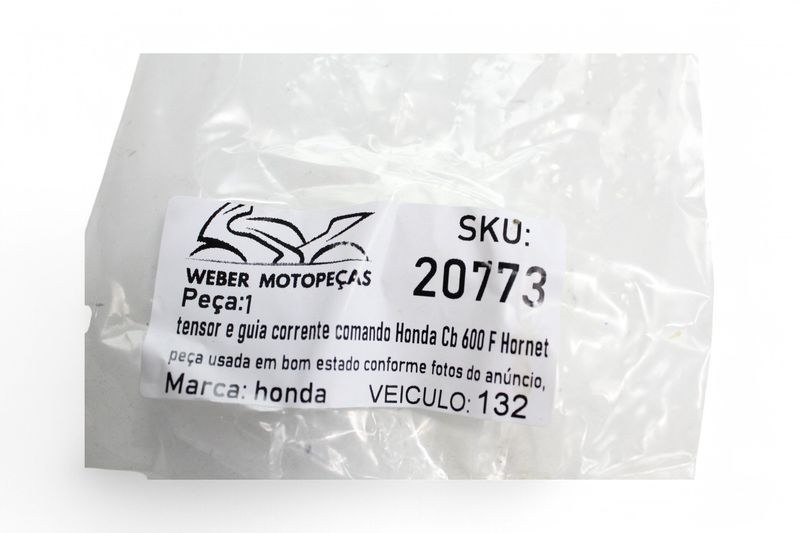 WEBER MOTOPEÇAS
SKU:
20773
Peça:1
tensor e guia corrente comando Honda Cb 600 F Hornet
peça usada em bom estado conforme fotos do anúncio,
Marca: honda VEICULO: 132